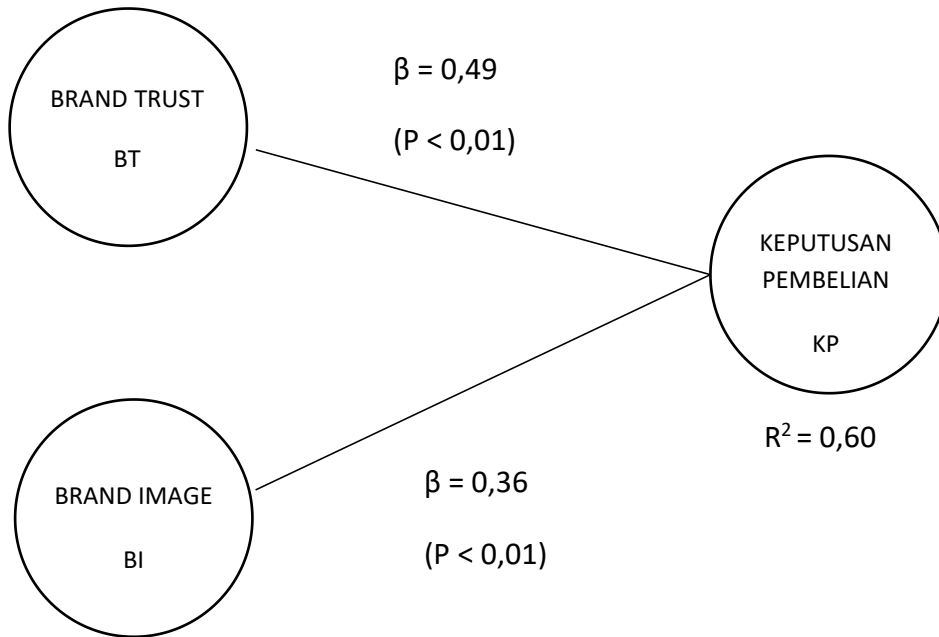 BRAND TRUST
BT
β = 0,49
(P < 0,01)
KEPUTUSAN
PEMBELIAN
KP
R² = 0,60
BRAND IMAGE
BI
β = 0,36
(P < 0,01)